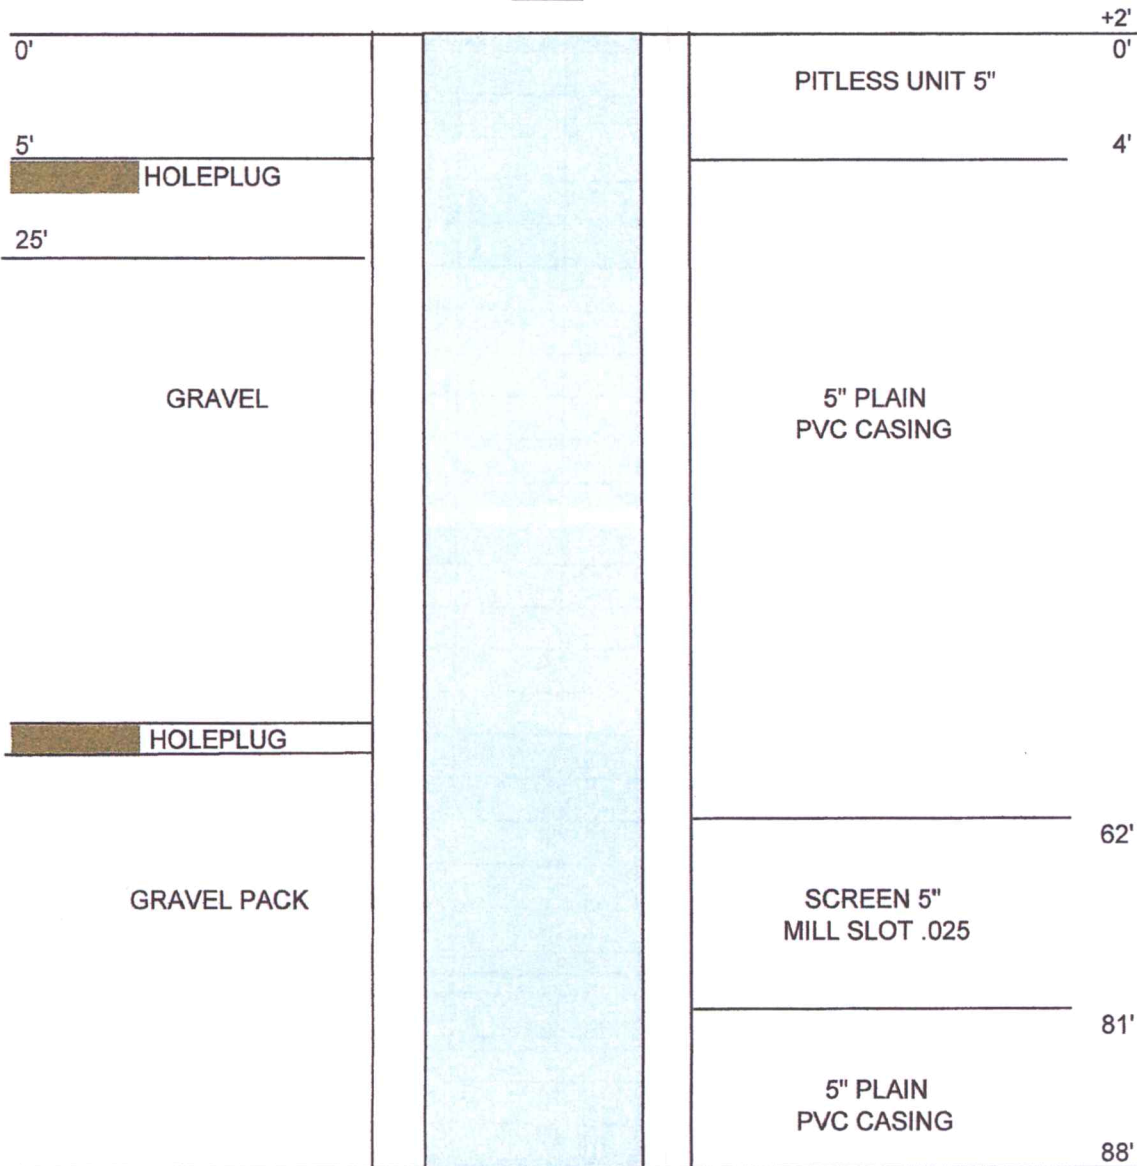 +2'
0'
0'
PITLESS UNIT 5"
5'
4'
HOLEPLUG
25'
GRAVEL
5" PLAIN
PVC CASING
HOLEPLUG
62'
GRAVEL PACK
SCREEN 5"
MILL SLOT .025
81'
5" PLAIN
PVC CASING
88'